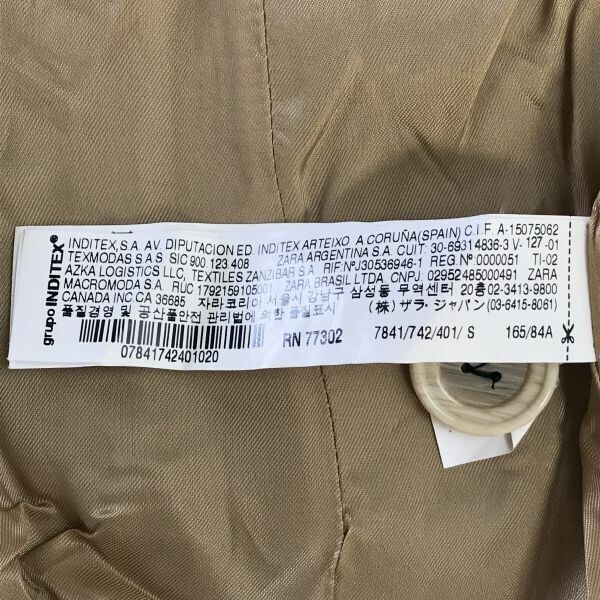 grupo INDITEX®
INDITEX, S.A. AV. DIPUTACION ED. INDITEX ARTEIXO A CORUÑA(SPAIN) C.I.F. A-15075062
TEXMODAS S.A.S SIC 900 123 408 ZARA ARGENTINA S.A. CUIT: 30-69314836-3 V- 127 -01
AZKA LOGISTICS LLC, TEXTILES ZANZIBAR S.A. RIF:NºJ30536946-1 REG.Nº0000051 TI-02
MACROMODA S.A. RUC 1792159105001 ZARA BRASIL LTDA. CNPJ: 02952485000491 ZARA
CANADA INC CA 36685 자라코리아 서울시 강남구 삼성동 무역센터 20층 02-3413-9800
품질경영 및 공산품안전 관리법에 의한 품질표시 (株) ザラ・ジャパン (03-6415-8061)
07841742401020
RN 77302
7841/742/401/ S 165/84A